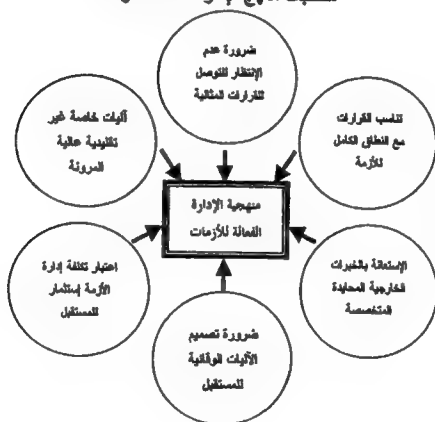 ضرورة عدم
الإنتظار للتوصل
للقرارات المثالية
تناسب القرارات
مع النطاق الكامل
للأزمة
آليات خاصة غير
تقليدية عالية
المرونة
منهجية الإدارة
الفعالة للأزمات
الإستعانة بالخبرات
الخارجية المحايدة
المتخصصة
اعتبار تكلفة إدارة
الأزمة إستثمار
للمستقبل
ضرورة تصميم
الآليات الوقائية
للمستقبل